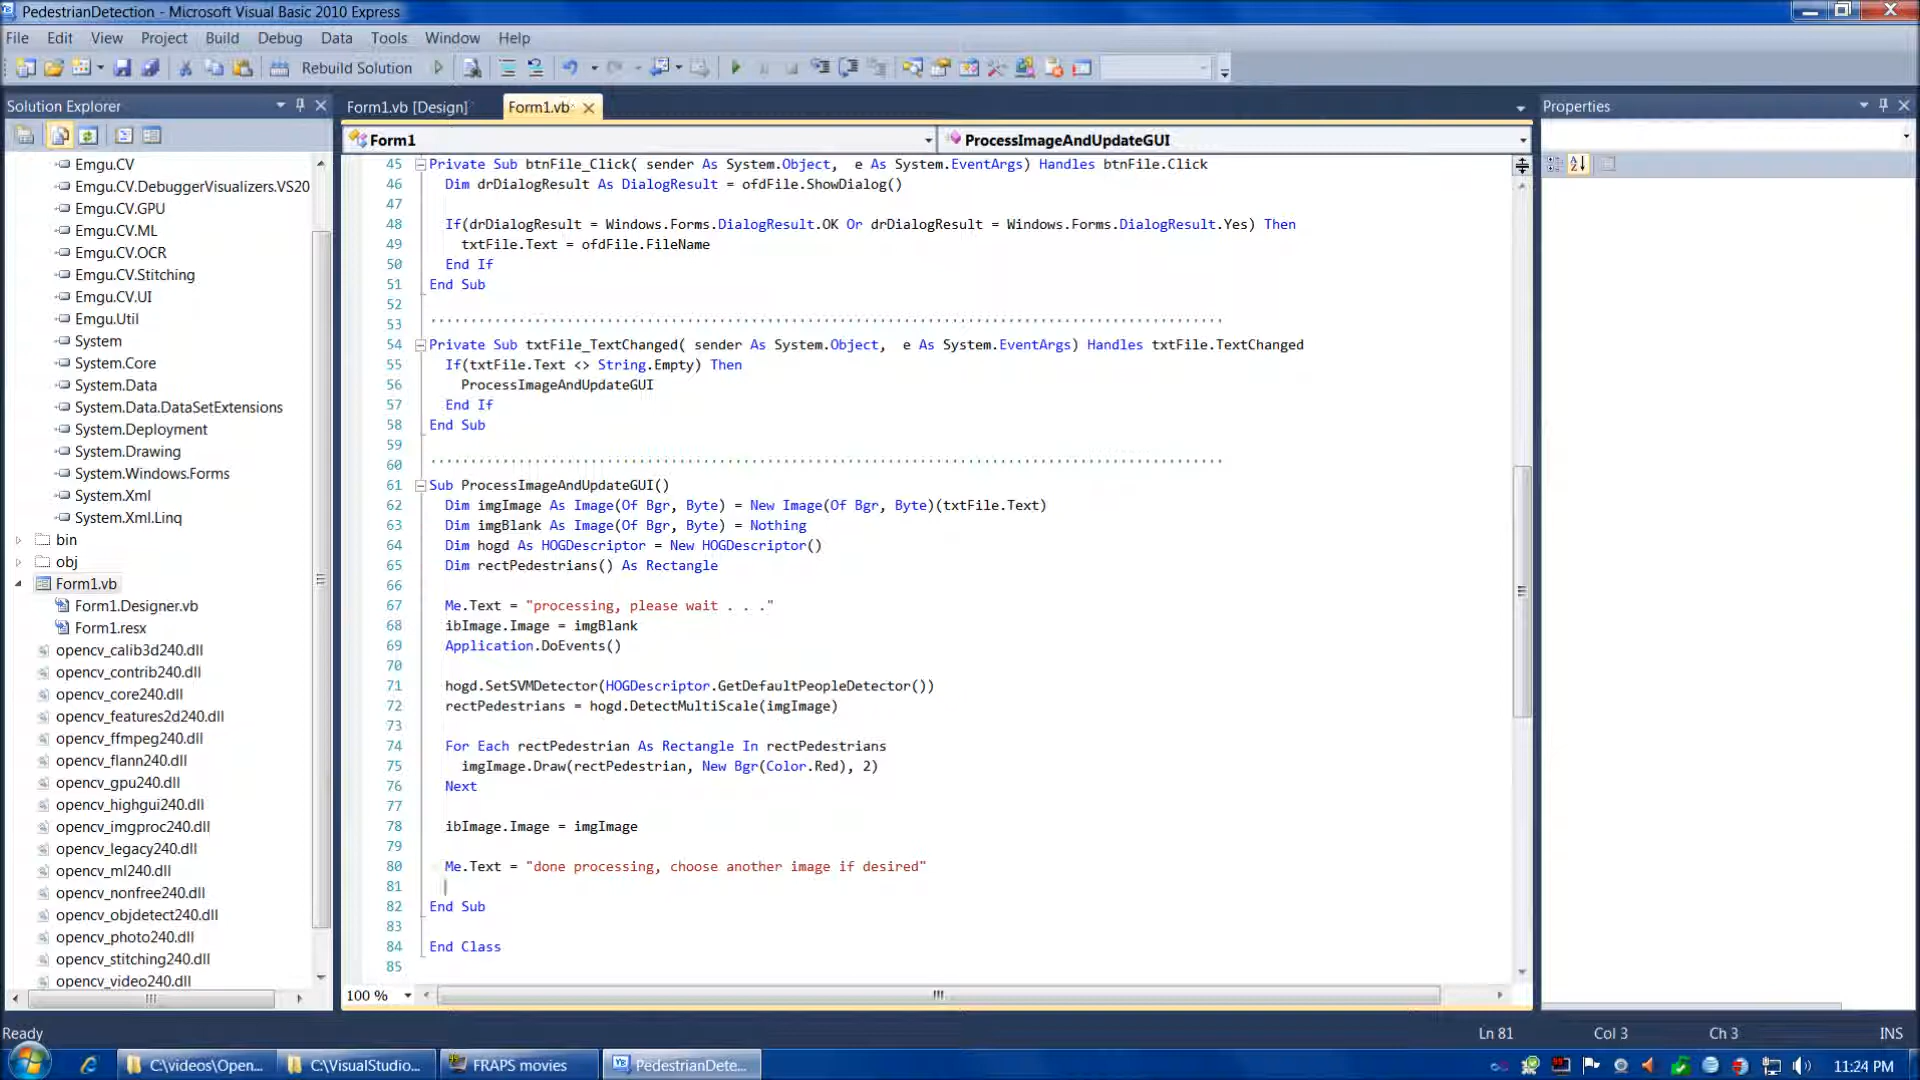 PedestrianDetection - Microsoft Visual Basic 2010 Express
File Edit View Project Build Debug Data Tools Window Help
Rebuild Solution
Solution Explorer
Form1.vb [Design] Form1.vb
Properties
Form1
ProcessImageAndUpdateGUI
Emgu.CV
Emgu.CV.DebuggerVisualizers.VS20
Emgu.CV.GPU
Emgu.CV.ML
Emgu.CV.OCR
Emgu.CV.Stitching
Emgu.CV.UI
Emgu.Util
System
System.Core
System.Data
System.Data.DataSetExtensions
System.Deployment
System.Drawing
System.Windows.Forms
System.Xml
System.Xml.Linq
bin
obj
Form1.vb
Form1.Designer.vb
Form1.resx
opencv_calib3d240.dll
opencv_contrib240.dll
opencv_core240.dll
opencv_features2d240.dll
opencv_ffmpeg240.dll
opencv_flann240.dll
opencv_gpu240.dll
opencv_highgui240.dll
opencv_imgproc240.dll
opencv_legacy240.dll
opencv_ml240.dll
opencv_nonfree240.dll
opencv_objdetect240.dll
opencv_photo240.dll
opencv_stitching240.dll
opencv_video240.dll
45 Private Sub btnFile_Click( sender As System.Object, e As System.EventArgs) Handles btnFile.Click
46 Dim drDialogResult As DialogResult = ofdFile.ShowDialog()
47
48 If(drDialogResult = Windows.Forms.DialogResult.OK Or drDialogResult = Windows.Forms.DialogResult.Yes) Then
49 txtFile.Text = ofdFile.FileName
50 End If
51 End Sub
52
53 '''''''''''''''''''''''''''''''''''''''''''''''''''''''''''''''''''''''''''''''''''''''''''''''''''
54 Private Sub txtFile_TextChanged( sender As System.Object, e As System.EventArgs) Handles txtFile.TextChanged
55 If(txtFile.Text <> String.Empty) Then
56 ProcessImageAndUpdateGUI
57 End If
58 End Sub
59
60 '''''''''''''''''''''''''''''''''''''''''''''''''''''''''''''''''''''''''''''''''''''''''''''''''''
61 Sub ProcessImageAndUpdateGUI()
62 Dim imgImage As Image(Of Bgr, Byte) = New Image(Of Bgr, Byte)(txtFile.Text)
63 Dim imgBlank As Image(Of Bgr, Byte) = Nothing
64 Dim hogd As HOGDescriptor = New HOGDescriptor()
65 Dim rectPedestrians() As Rectangle
66
67 Me.Text = "processing, please wait . . ."
68 ibImage.Image = imgBlank
69 Application.DoEvents()
70
71 hogd.SetSVMDetector(HOGDescriptor.GetDefaultPeopleDetector())
72 rectPedestrians = hogd.DetectMultiScale(imgImage)
73
74 For Each rectPedestrian As Rectangle In rectPedestrians
75 imgImage.Draw(rectPedestrian, New Bgr(Color.Red), 2)
76 Next
77
78 ibImage.Image = imgImage
79
80 Me.Text = "done processing, choose another image if desired"
81
82 End Sub
83
84 End Class
85
100 %
Ready
Ln 81 Col 3 Ch 3 INS
C:\videos\Open... C:\VisualStudio... FRAPS movies PedestrianDete... 11:24 PM